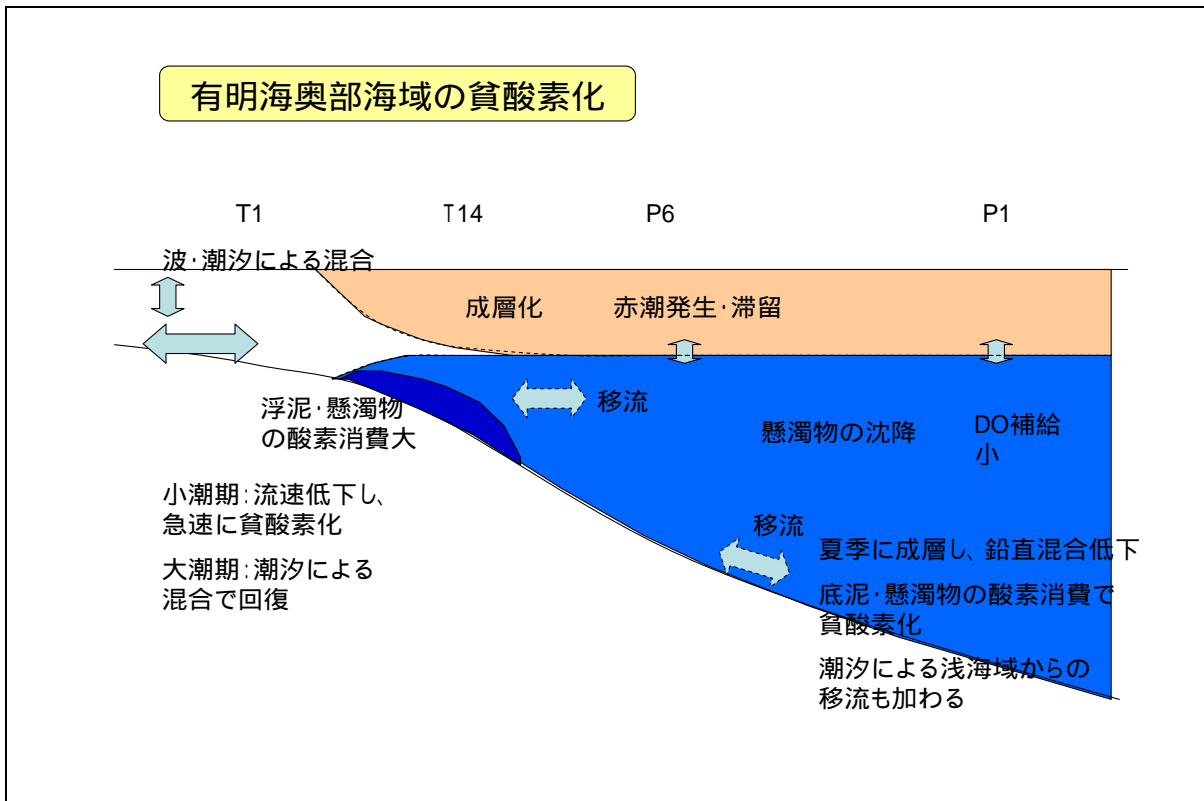 有明海奥部海域の貧酸素化
T1
T14
P6
P1
波・潮汐による混合
成層化
赤潮発生・滞留
浮泥・懸濁物
の酸素消費大
移流
懸濁物の沈降
DO補給
小
小潮期：流速低下し、
急速に貧酸素化
大潮期：潮汐による
混合で回復
移流
夏季に成層し、鉛直混合低下
底泥・懸濁物の酸素消費で
貧酸素化
潮汐による浅海域からの
移流も加わる